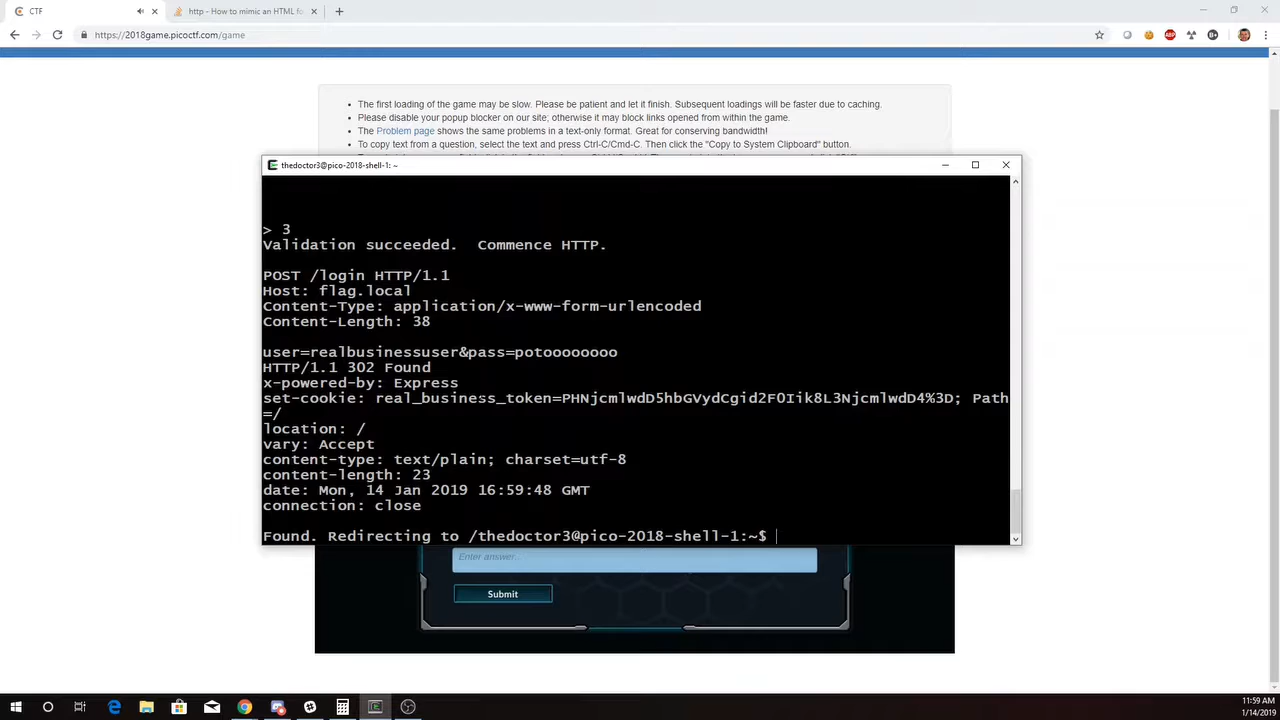 CTF
http - How to mimic an HTML fo
https://2018game.picoctf.com/game
The first loading of the game may be slow. Please be patient and let it finish. Subsequent loadings will be faster due to caching.
Please disable your popup blocker on our site; otherwise it may block links opened from within the game.
The Problem page shows the same problems in a text-only format. Great for conserving bandwidth!
To copy text from a question, select the text and press Ctrl-C/Cmd-C. Then click the "Copy to System Clipboard" button.
thedoctor3@pico-2018-shell-1: ~
> 3
Validation succeeded.  Commence HTTP.
POST /login HTTP/1.1
Host: flag.local
Content-Type: application/x-www-form-urlencoded
Content-Length: 38
user=realbusinessuser&pass=potoooooooo
HTTP/1.1 302 Found
x-powered-by: Express
set-cookie: real_business_token=PHNjcmlwdD5hbGVydCgid2F0Iik8L3NjcmlwdD4%3D; Path
=/
location: /
vary: Accept
content-type: text/plain; charset=utf-8
content-length: 23
date: Mon, 14 Jan 2019 16:59:48 GMT
connection: close
Found. Redirecting to /thedoctor3@pico-2018-shell-1:~$
Enter answer...
Submit
11:59 AM
1/14/2019